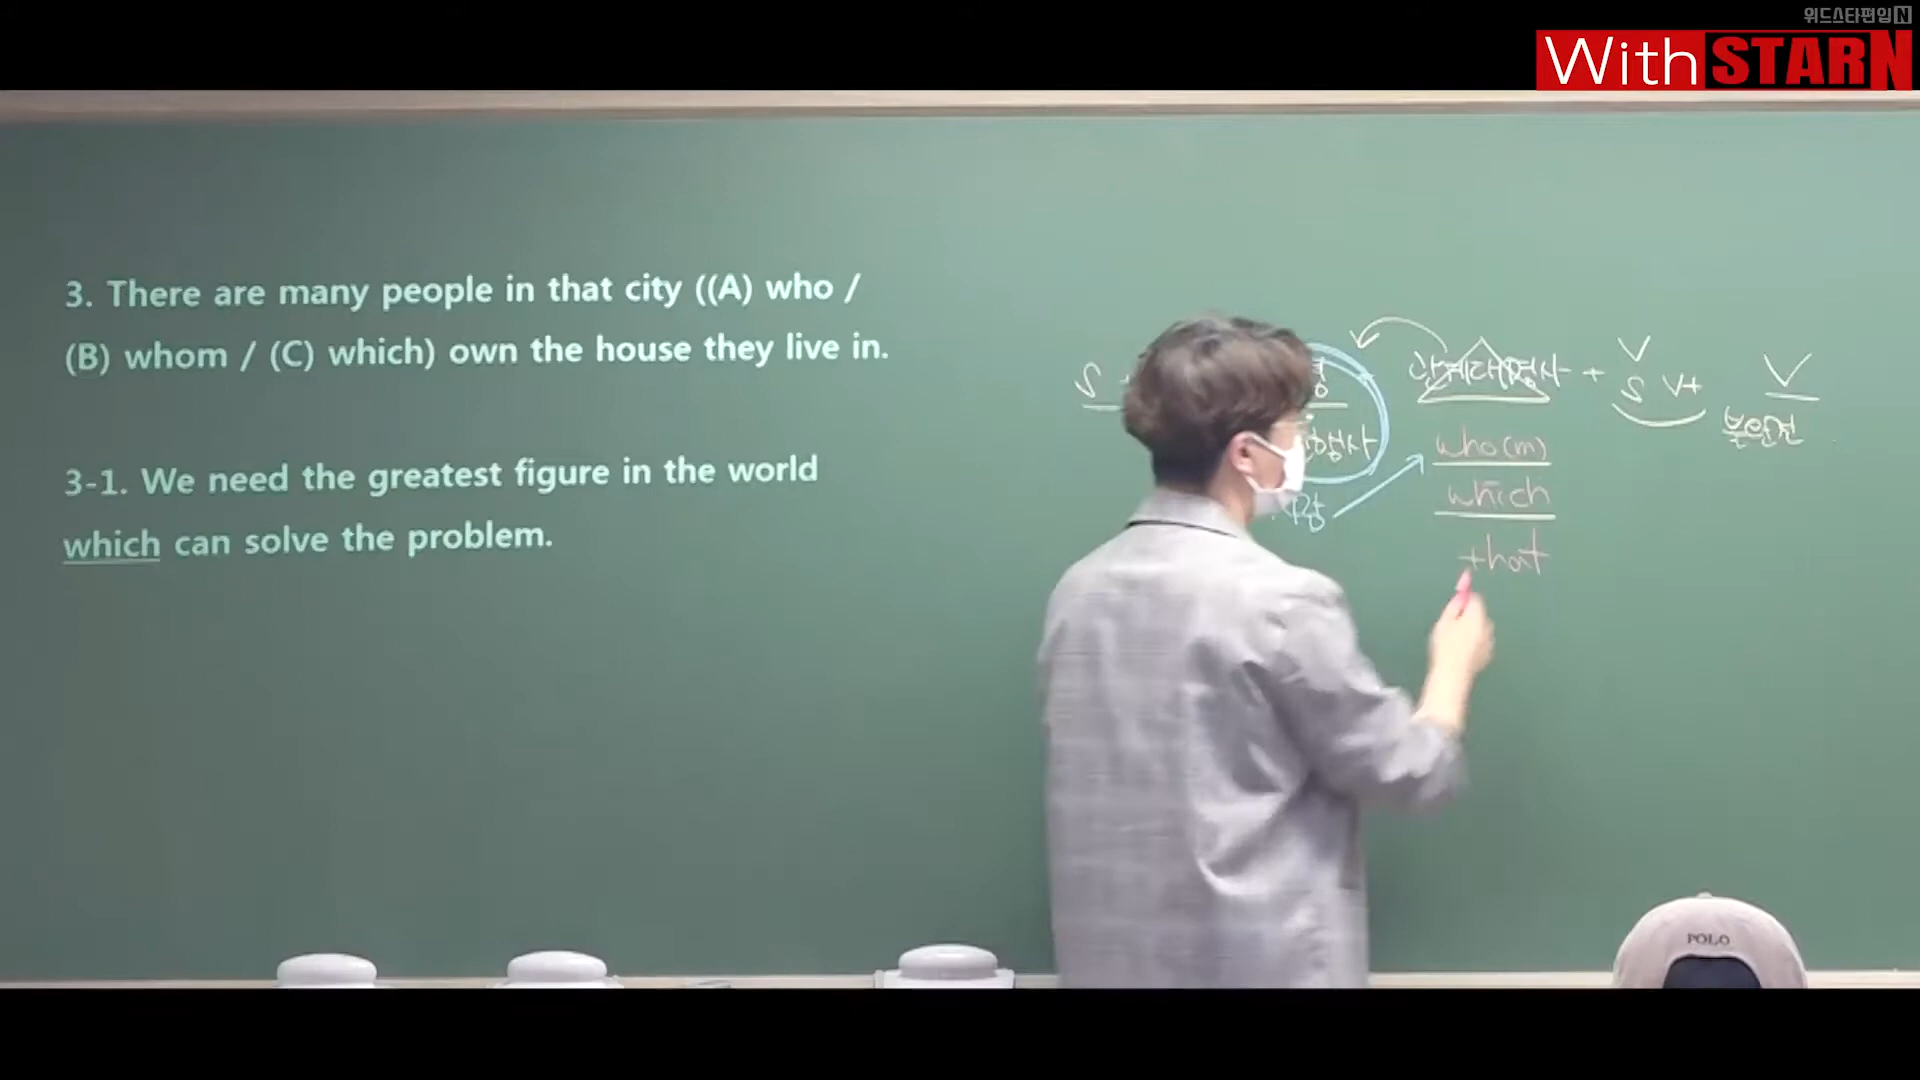 위드스타편입N
With STARN
3. There are many people in that city ((A) who /
(B) whom / (C) which) own the house they live in.
3-1. We need the greatest figure in the world
which can solve the problem.
S
관계대명사 + S V+
V
V
불완전
who(m)
which
that
POLO